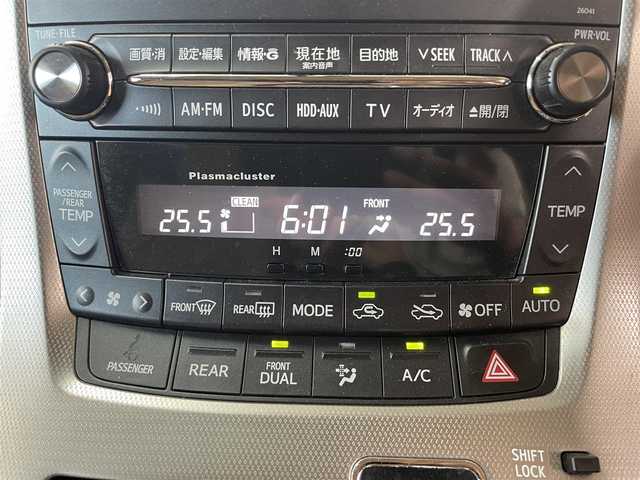 26041
TUNE·FILE
PWR·VOL
画質・消
設定・編集
情報・G
現在地
案内音声
目的地
∨ SEEK
TRACK ∧
AM·FM
DISC
HDD·AUX
TV
オーディオ
⏏開/閉
Plasmacluster
PASSENGER
/REAR
TEMP
25.5
CLEAN
6:01
FRONT
25.5
TEMP
H
M
:00
FRONT
REAR
MODE
OFF
AUTO
PASSENGER
REAR
FRONT
DUAL
A/C
SHIFT
LOCK